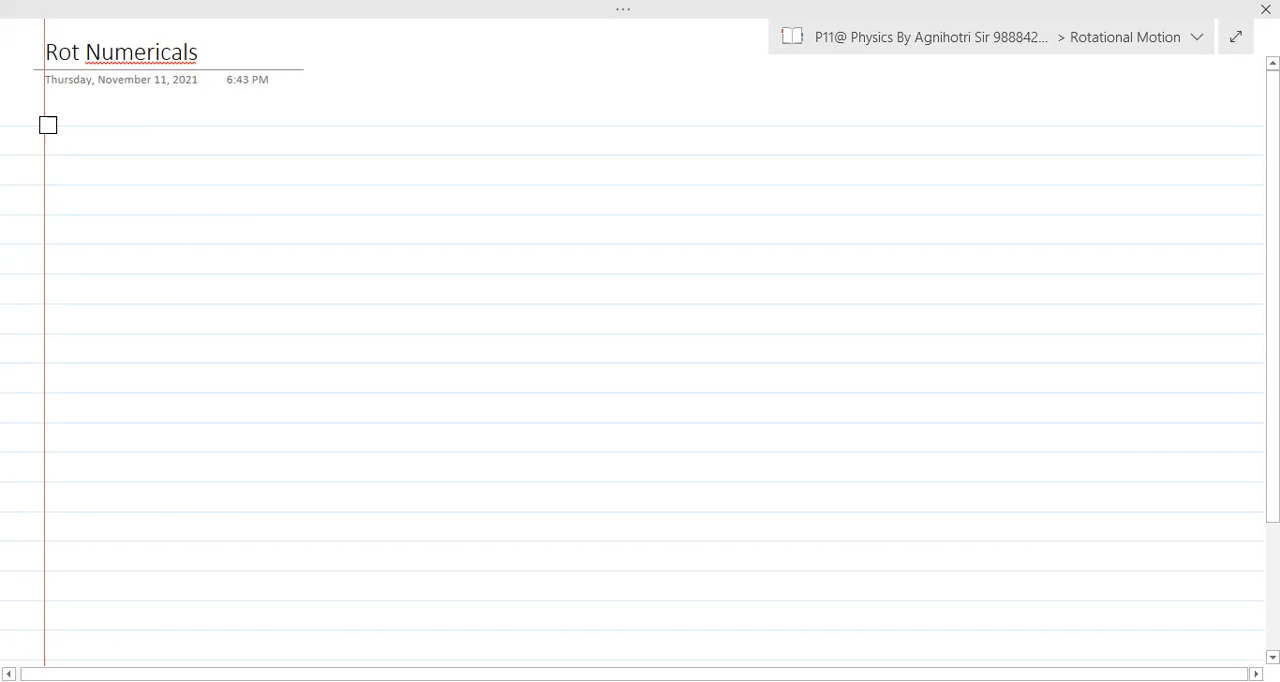 P11@ Physics By Agnihotri Sir 988842... > Rotational Motion
Rot Numericals
Thursday, November 11, 2021 6:43 PM